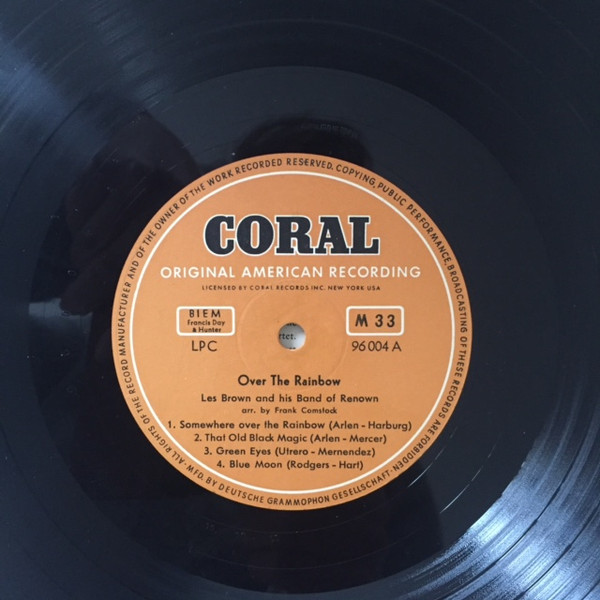 ALL RIGHTS OF THE RECORD MANUFACTURER AND OF THE OWNER OF THE WORK RECORDED RESERVED. COPYING, PUBLIC PERFORMANCE, BROADCASTING OF THESE RECORDS ARE FORBIDDEN·
CORAL
ORIGINAL AMERICAN RECORDING
LICENSED BY CORAL RECORDS INC. NEW YORK USA
BIEM
Francis Day
& Hunter
M 33
LPC
96 004 A
rtet.
Over The Rainbow
Les Brown and his Band of Renown
arr. by Frank Comstock
1. Somewhere over the Rainbow (Arlen - Harburg)
2. That Old Black Magic (Arlen - Mercer)
3. Green Eyes (Utrero - Mernendez)
4. Blue Moon (Rodgers - Hart)
MFD. BY DEUTSCHE GRAMMOPHON GESELLSCHAFT·